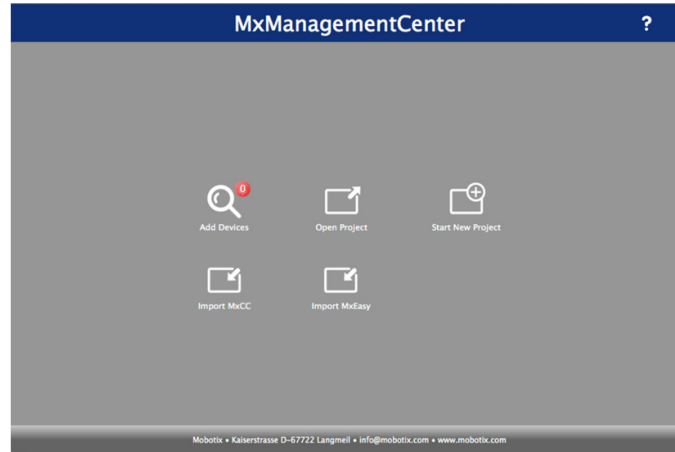 MxManagementCenter ?
0
Add Devices Open Project Start New Project
Import MxCC Import MxEasy
Mobotix • Kaiserstrasse D-67722 Langmeil • info@mobotix.com • www.mobotix.com